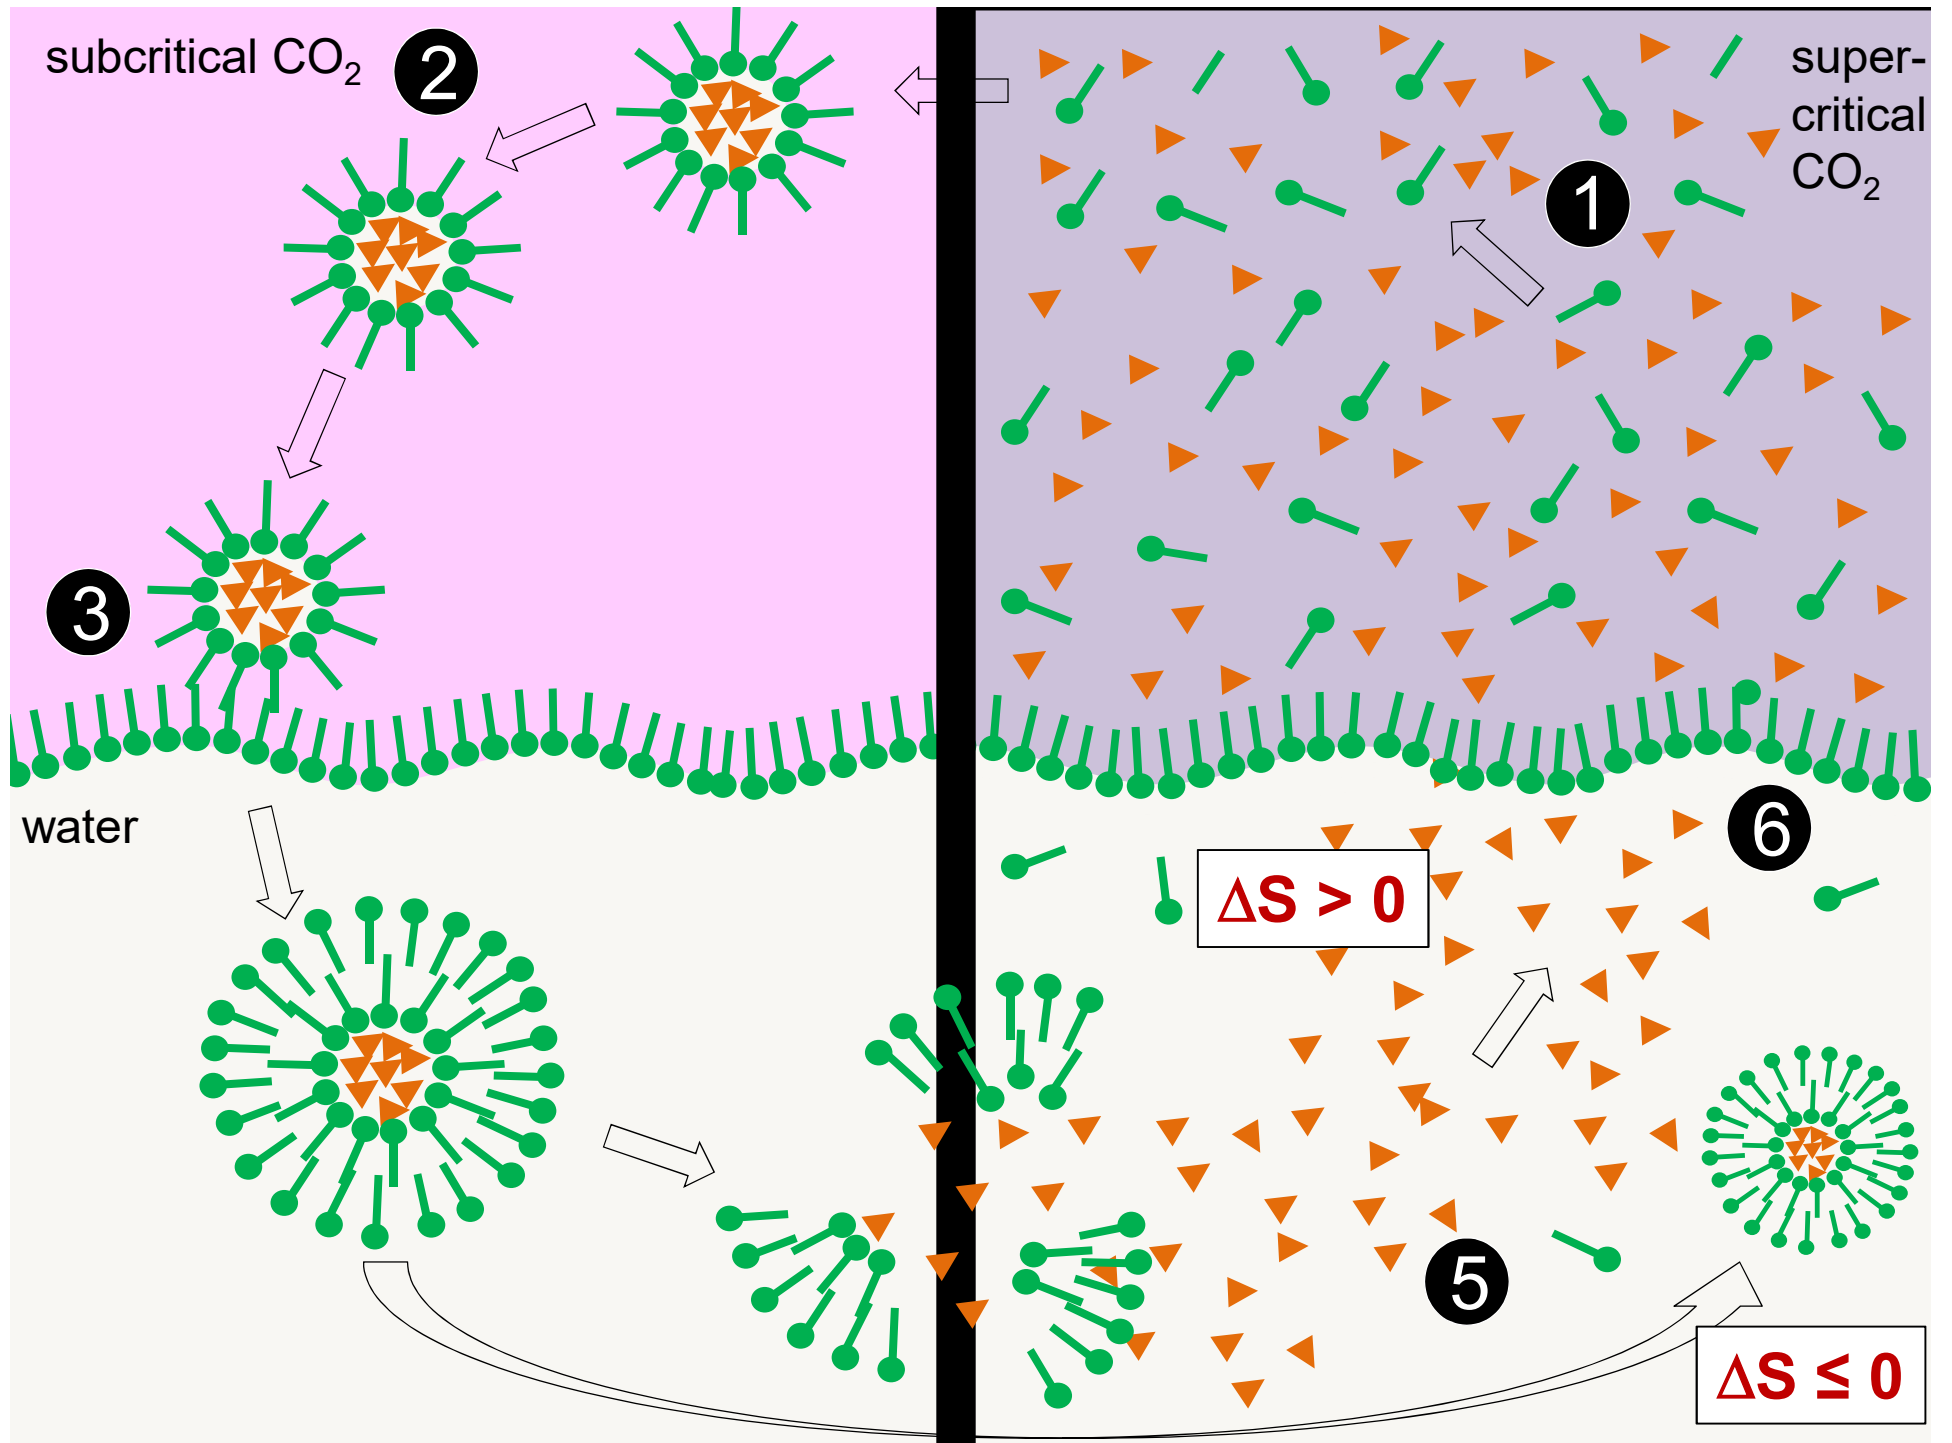 subcritical CO₂
2
super-
critical
CO₂
1
3
water
6
ΔS > 0
5
ΔS ≤ 0